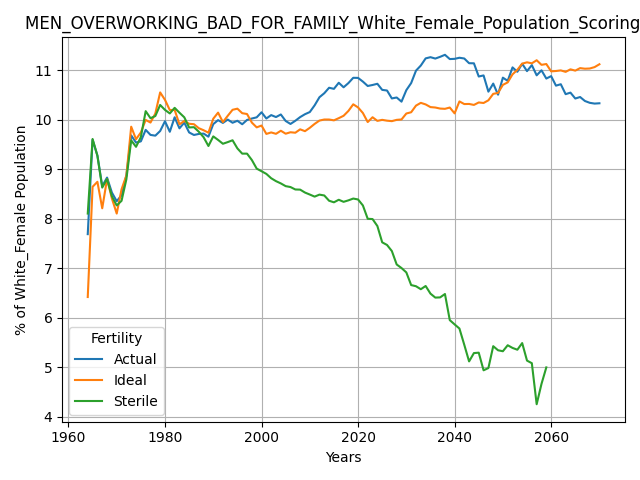 MEN_OVERWORKING_BAD_FOR_FAMILY_White_Female_Population_Scoring
% of White_Female Population
11
10
9
8
7
6
5
4
Fertility
Actual
Ideal
Sterile
1960 1980 2000 2020 2040 2060
Years